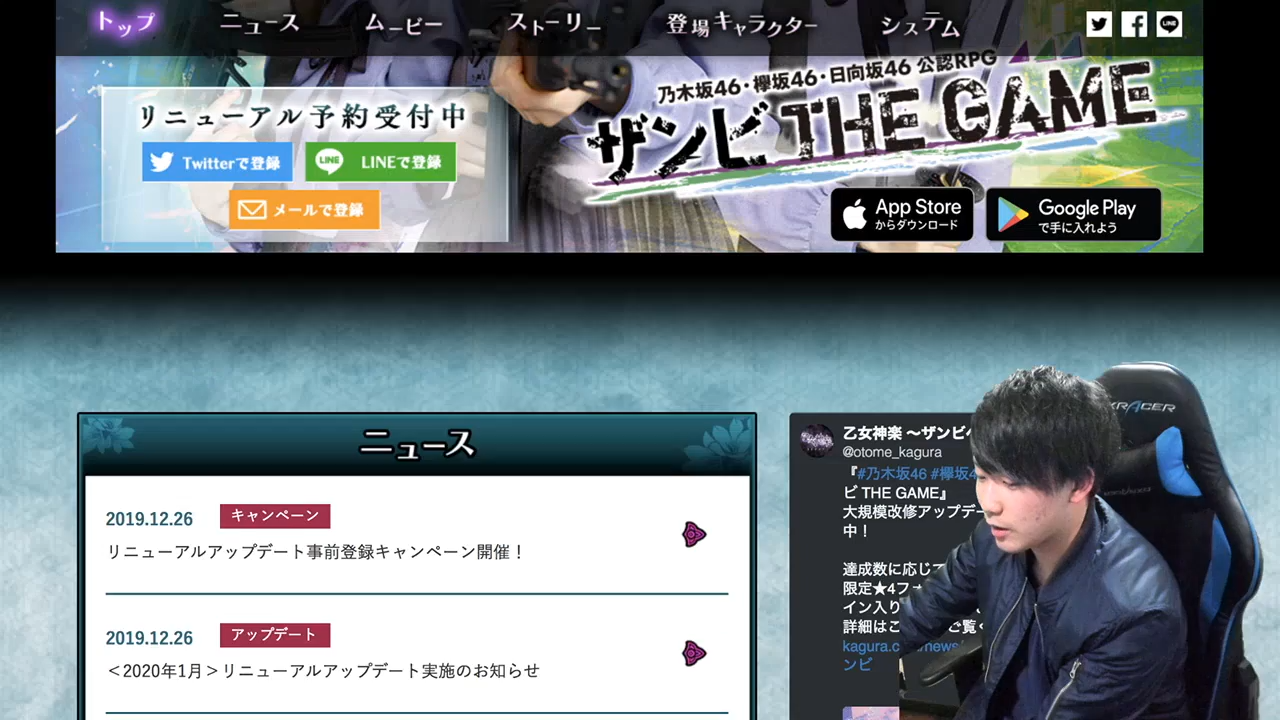 トップ
ニュース
ムービー
ストーリー
登場キャラクター
システム
LINE
乃木坂46・欅坂46・日向坂46 公認RPG
ザンビ THE GAME
リニューアル予約受付中
Twitterで登録
LINE
LINEで登録
メールで登録
App Store
からダウンロード
Google Play
で手に入れよう
ニュース
2019.12.26
キャンペーン
リニューアルアップデート事前登録キャンペーン開催！
2019.12.26
アップデート
＜2020年1月＞リニューアルアップデート実施のお知らせ
乙女神楽 〜ザンビ
@otome_kagura
『#乃木坂46 #欅坂4
ビ THE GAME』
大規模改修アップデー
中！
達成数に応じて
限定★4フォ
イン入り
詳細はこ
ご覧く
kagura.c
/news/
ンビ
XRACER